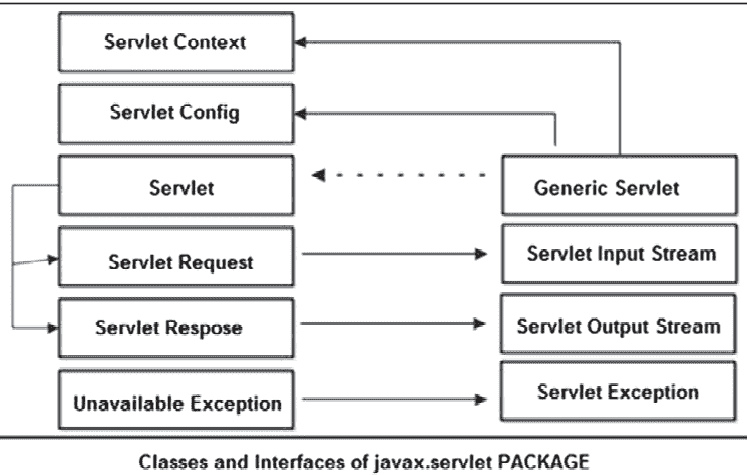 Servlet Context
Servlet Config
Servlet
Generic Servlet
Servlet Request
Servlet Input Stream
Servlet Respose
Servlet Output Stream
Unavailable Exception
Servlet Exception
Classes and Interfaces of javax.servlet PACKAGE